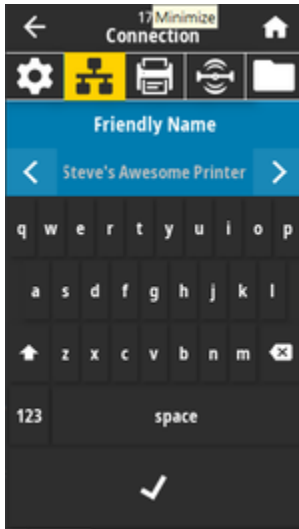 17 Minimize
Connection
Friendly Name
Steve's Awesome Printer
q w e r t y u i o p
a s d f g h j k l
z x c v b n m
123 space